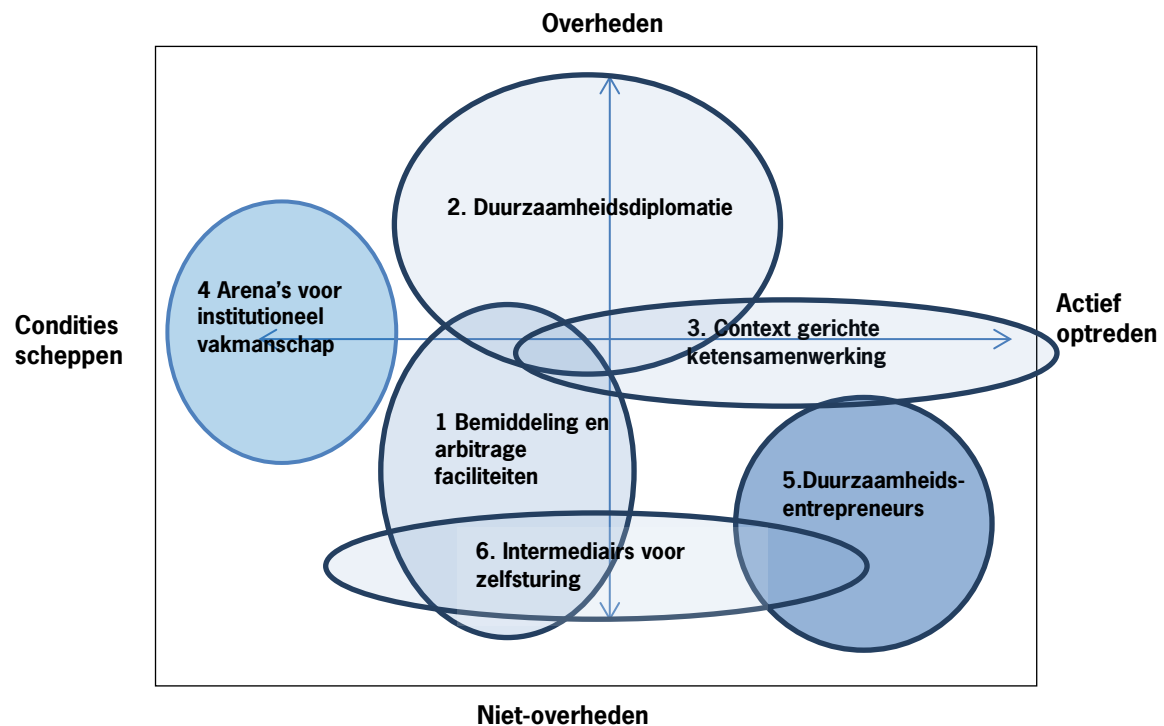 Overheden
2. Duurzaamheidsdiplomatie
4 Arena's voor
institutioneel
vakmanschap
Condities
scheppen
3. Context gerichte
ketensamenwerking
Actief
optreden
1 Bemiddeling en
arbitrage
faciliteiten
5.Duurzaamheids-
entrepreneurs
6. Intermediairs voor
zelfsturing
Niet-overheden